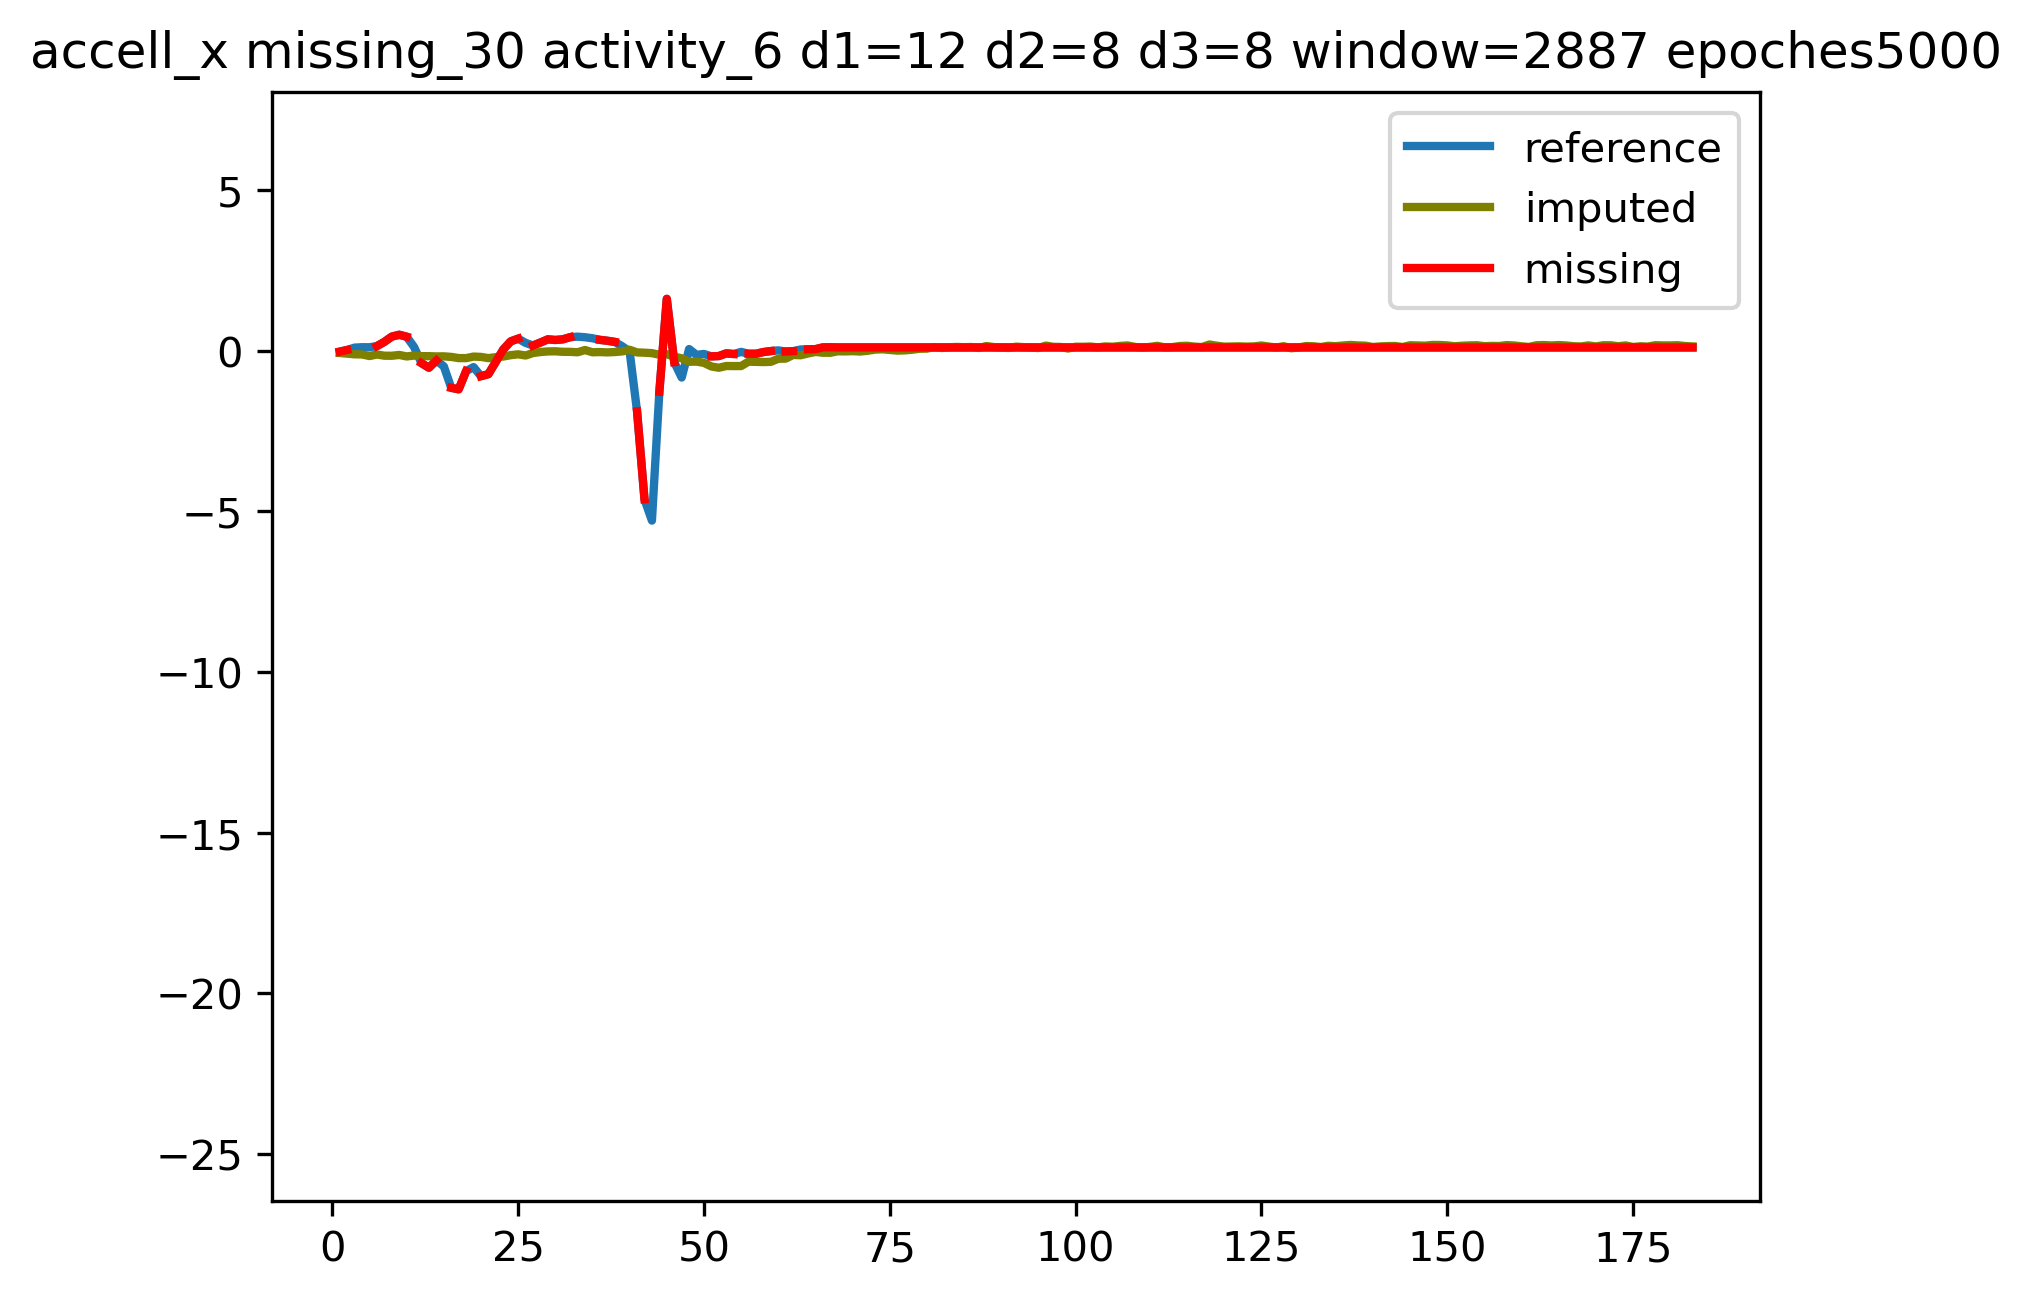 accell_x missing_30 activity_6 d1=12 d2=8 d3=8 window=2887 epoches5000
reference
imputed
missing
5
0
−5
−10
−15
−20
−25
0 25 50 75 100 125 150 175